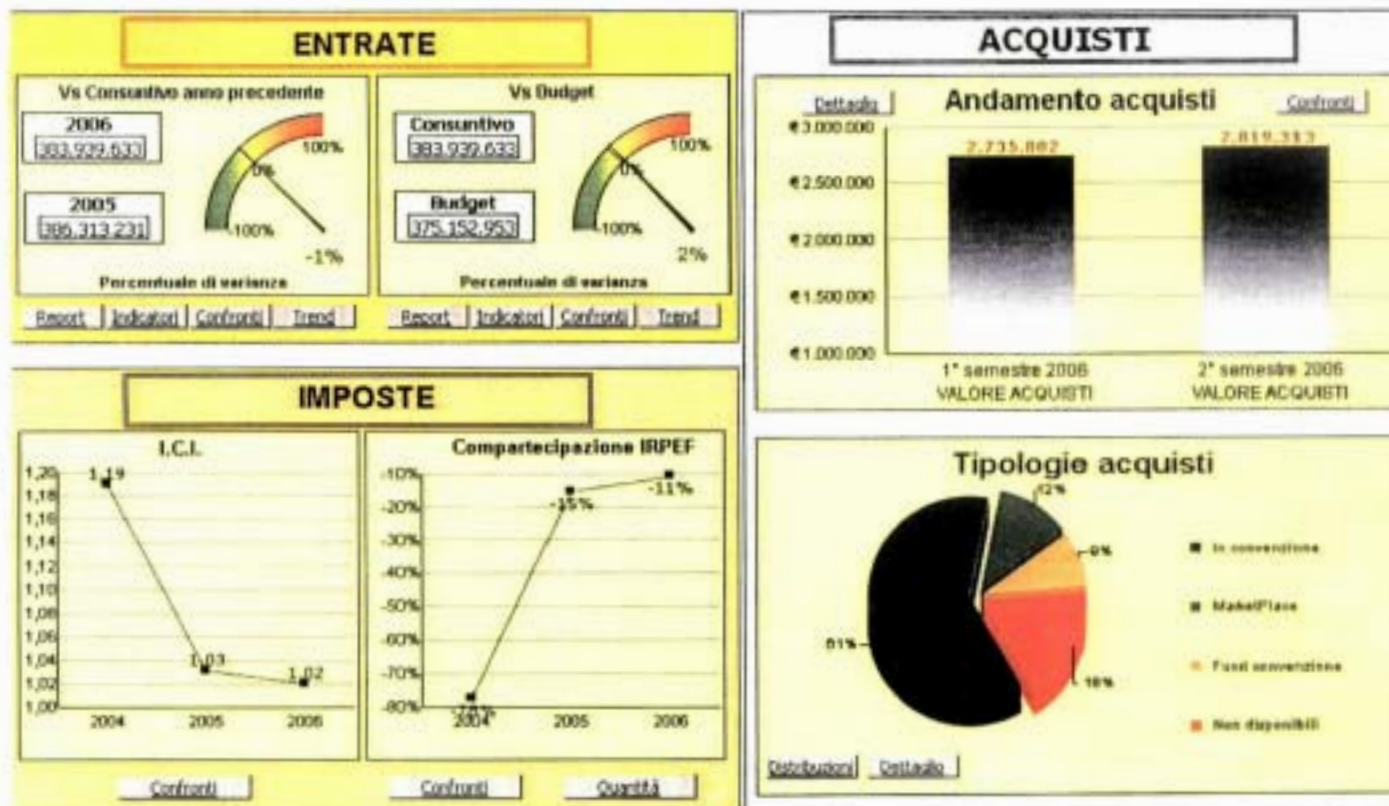 ENTRATE
Vs Consuntivo anno precedente
2006
383.939.633
2005
386.313.231
100%
0%
-100%
-1%
Percentuale di varianza
Report Indicatori Confronti Trend
Vs Budget
Consuntivo
383.939.633
Budget
375.152.953
100%
0%
-100%
2%
Percentuale di varianza
Report Indicatori Confronti Trend
IMPOSTE
I.C.I.
1,20
1,18
1,16
1,14
1,12
1,10
1,08
1,06
1,04
1,02
1,00
1,19
1,03
1,02
2004 2005 2006
Confronti
Compartecipazione IRPEF
-10%
-20%
-30%
-40%
-50%
-60%
-70%
-80%
-15%
-11%
2004 2005 2006
Confronti Quantità
ACQUISTI
Dettaglio Andamento acquisti Confronti
€3.000.000
€2.500.000
€2.000.000
€1.500.000
€1.000.000
2.819.313
1° semestre 2006
VALORE ACQUISTI
2° semestre 2006
VALORE ACQUISTI
Tipologie acquisti
12%
9%
18%
61%
In convenzione
MarketPlace
Fuori convenzione
Non disponibili
Distribuzioni Dettaglio